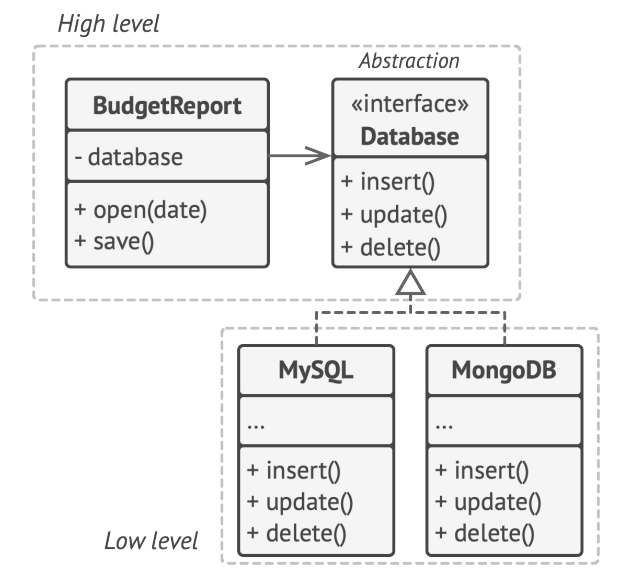 High level
Abstraction
BudgetReport
- database
+ open(date)
+ save()
«interface»
Database
+ insert()
+ update()
+ delete()
MySQL
...
+ insert()
+ update()
+ delete()
MongoDB
...
+ insert()
+ update()
+ delete()
Low level